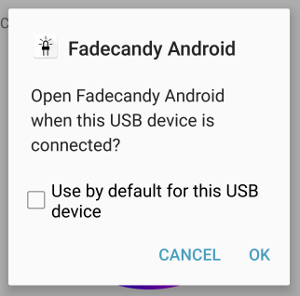 Fadecandy Android
Open Fadecandy Android
when this USB device is
connected?
Use by default for this USB
device
CANCEL OK